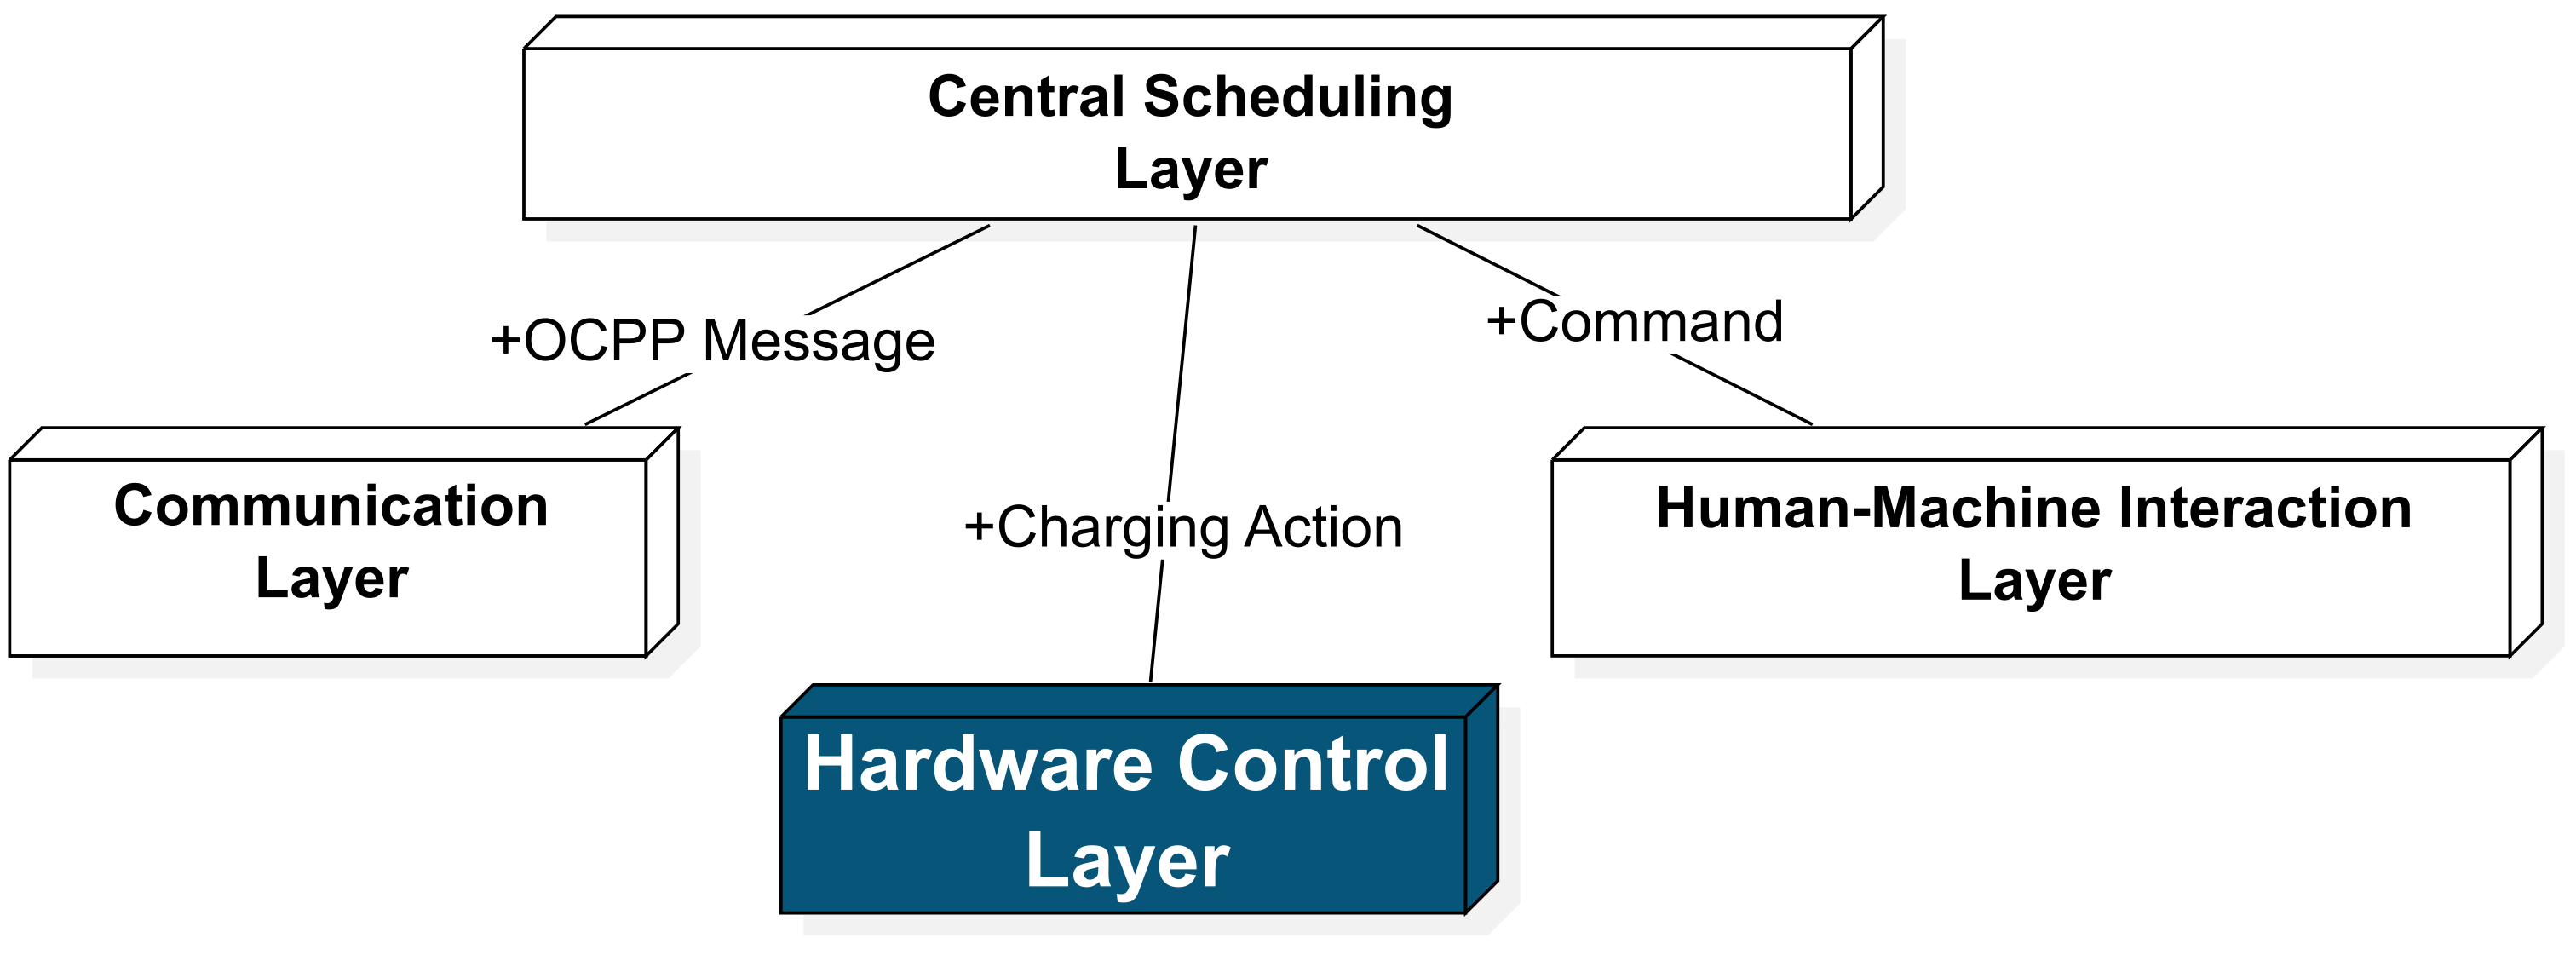 Central Scheduling
Layer
+OCPP Message
+Command
Communication
Layer
+Charging Action
Human-Machine Interaction
Layer
Hardware Control
Layer